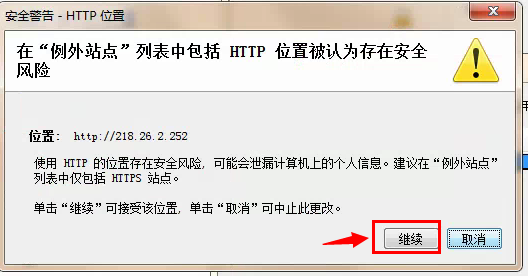 安全警告 - HTTP 位置
在“例外站点”列表中包括 HTTP 位置被认为存在安全
风险
位置： http://218.26.2.252
使用 HTTP 的位置存在安全风险, 可能会泄漏计算机上的个人信息。建议在“例外站点”
列表中仅包括 HTTPS 站点。
单击“继续”可接受该位置, 单击“取消”可中止此更改。
继续 取消